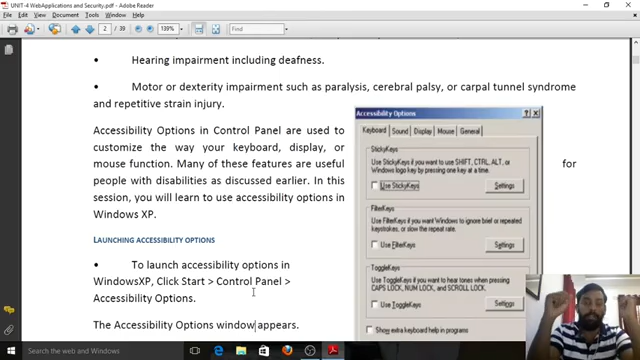 UNIT-4 WebApplications and Security.pdf - Adobe Reader
File Edit View Document Tools Window Help
2 / 39 139% Find
• Hearing impairment including deafness.
• Motor or dexterity impairment such as paralysis, cerebral palsy, or carpal tunnel syndrome
and repetitive strain injury.
Accessibility Options in Control Panel are used to
customize the way your keyboard, display, or
mouse function. Many of these features are useful for
people with disabilities as discussed earlier. In this
session, you will learn to use accessibility options in
Windows XP.
LAUNCHING ACCESSIBILITY OPTIONS
• To launch accessibility options in
WindowsXP, Click Start > Control Panel >
Accessibility Options.
The Accessibility Options window appears.
Accessibility Options
Keyboard Sound Display Mouse General
StickyKeys
Use StickyKeys if you want to use SHIFT, CTRL, ALT, or
Windows logo key by pressing one key at a time.
Use StickyKeys Settings
FilterKeys
Use FilterKeys if you want Windows to ignore brief or repeated
keystrokes, or slow the repeat rate.
Use FilterKeys Settings
ToggleKeys
Use ToggleKeys if you want to hear tones when pressing
CAPS LOCK, NUM LOCK, and SCROLL LOCK.
Use ToggleKeys Settings
Show extra keyboard help in programs
Search the web and Windows